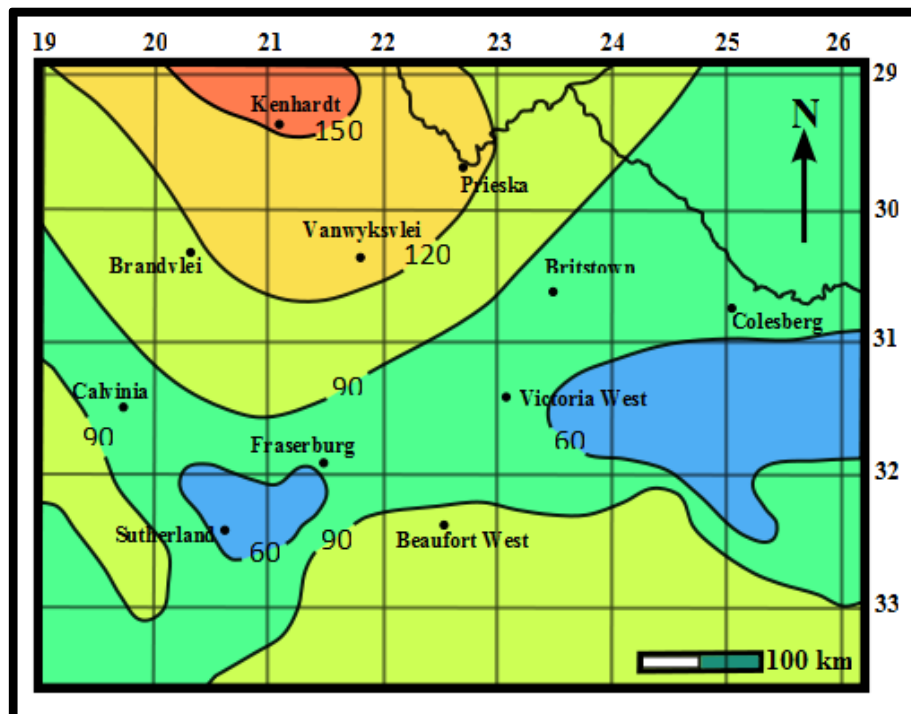 19 20 21 22 23 24 25 26
29
Kenhardt
150
N
Prieska
30
Vanwyksvlei
120
Brandvlei
Britstown
Colesberg
31
Calvinia
90
Victoria West
90
60
Fraserburg
32
Sutherland
60
90
Beaufort West
33
100 km